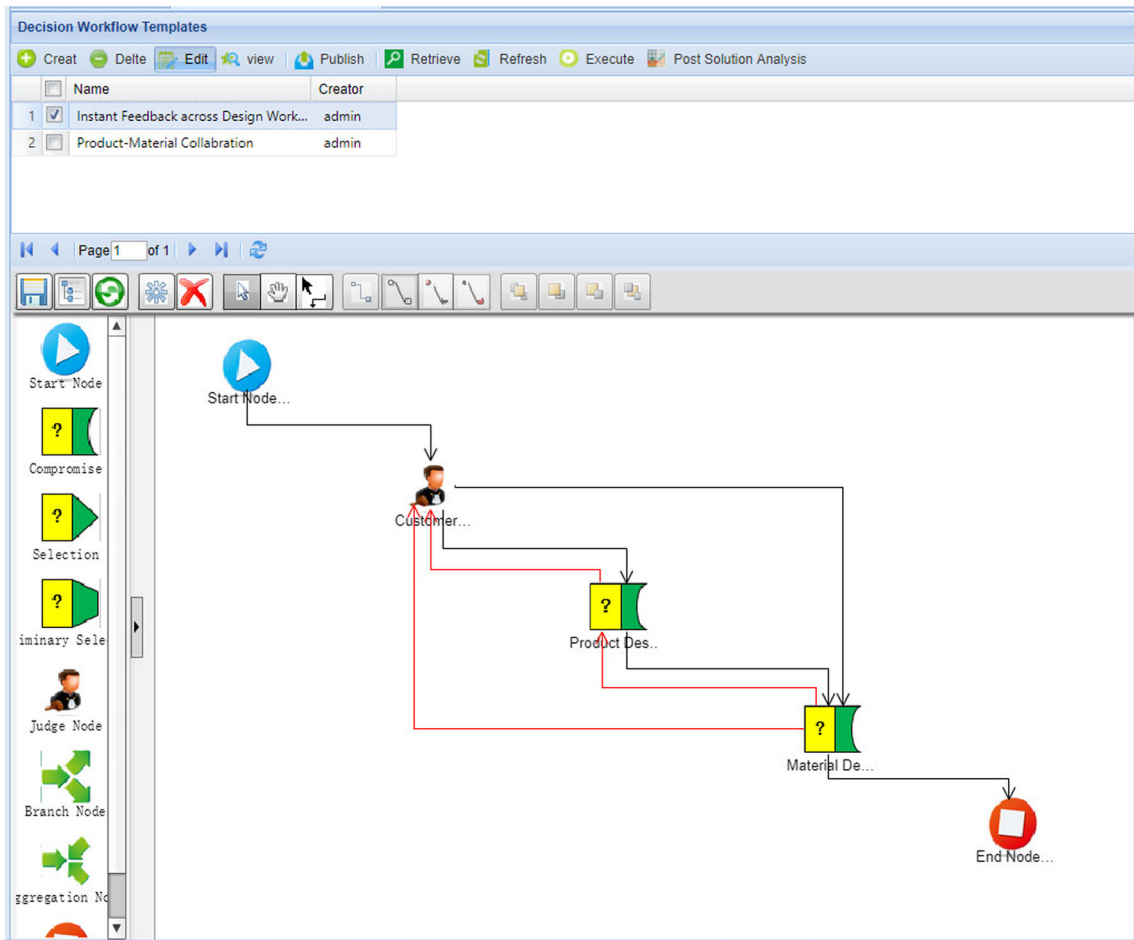 Decision Workflow Templates
Creat Delte Edit view Publish Retrieve Refresh Execute Post Solution Analysis
Name Creator
1 Instant Feedback across Design Work... admin
2 Product-Material Collabration admin
Page 1 of 1
Start Node
?
Compromise
?
Selection
?
iminary Sele
Judge Node
Branch Node
ggregation No
Start Node...
Customer...
?
Product Des..
?
Material De...
End Node...